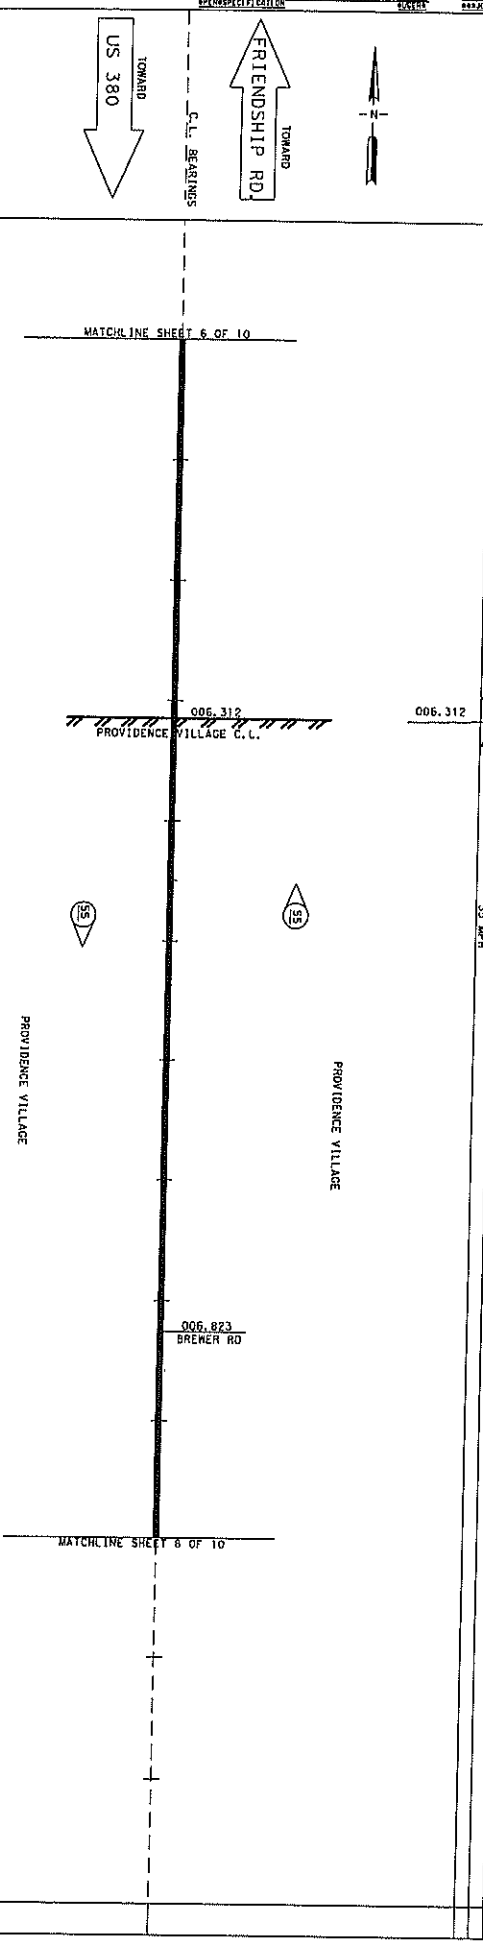 TOWARD
US 380
C.L. BEARINGS
TOWARD
FRIENDSHIP RD.
-N-
MATCHLINE SHEET 6 OF 10
006.312
PROVIDENCE VILLAGE C.L.
006.312
55
55
PROVIDENCE VILLAGE
PROVIDENCE VILLAGE
006.823
BREWER RD
MATCHLINE SHEET 8 OF 10